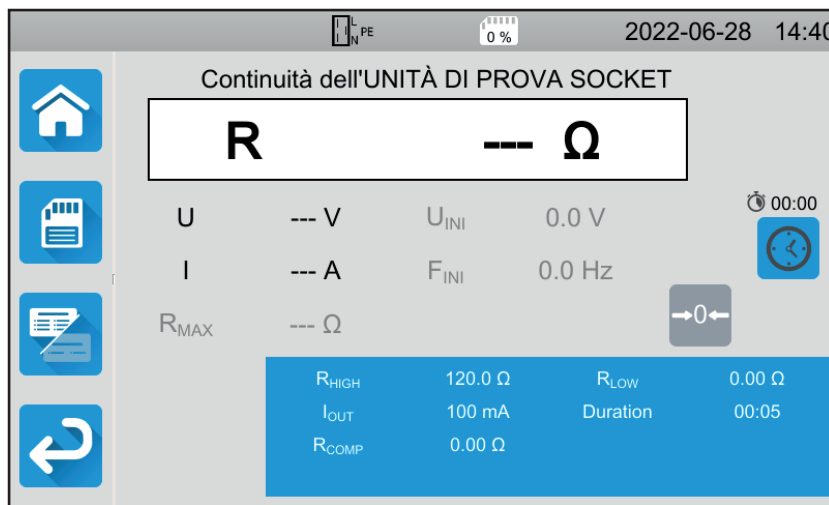 L
N PE 0 % 2022-06-28 14:40
Continuità dell'UNITÀ DI PROVA SOCKET
R --- Ω
00:00
U --- V UINI 0.0 V
I --- A FINI 0.0 Hz
RMAX --- Ω →0←
RHIGH 120.0 Ω RLOW 0.00 Ω
IOUT 100 mA Duration 00:05
RCOMP 0.00 Ω